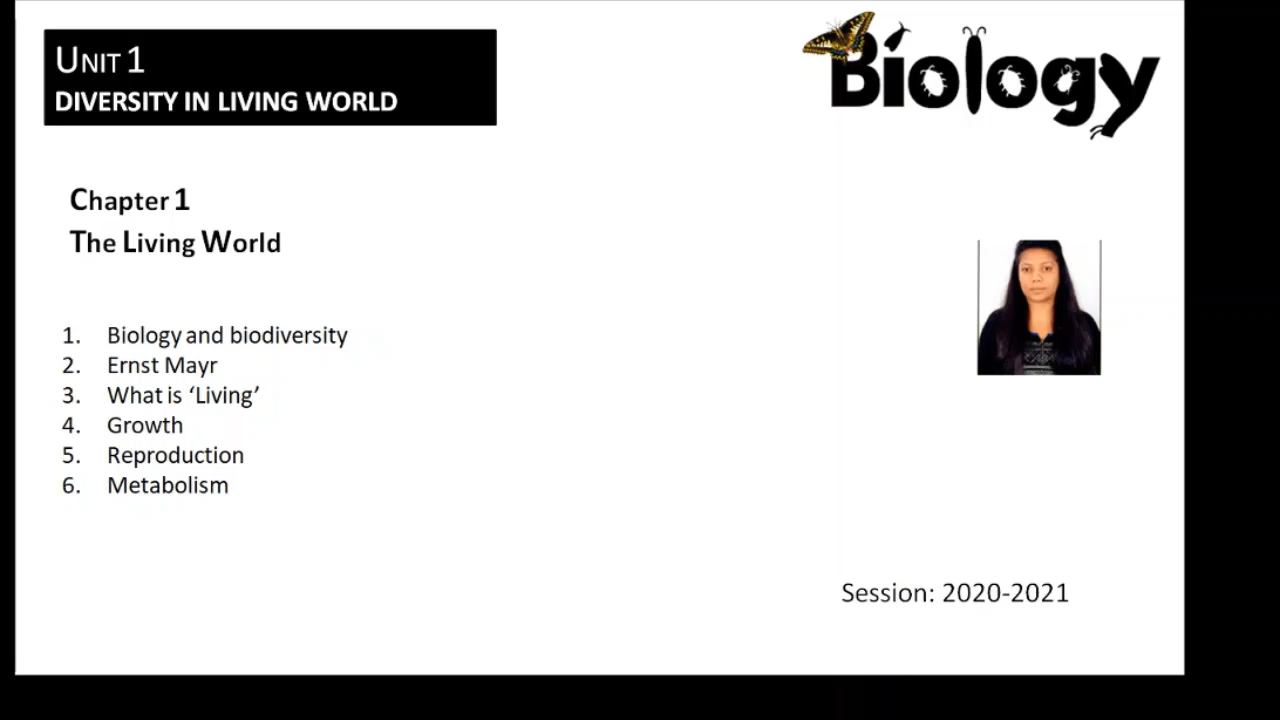 UNIT 1
DIVERSITY IN LIVING WORLD
Biology
Chapter 1
The Living World
1. Biology and biodiversity
2. Ernst Mayr
3. What is ‘Living’
4. Growth
5. Reproduction
6. Metabolism
Session: 2020-2021